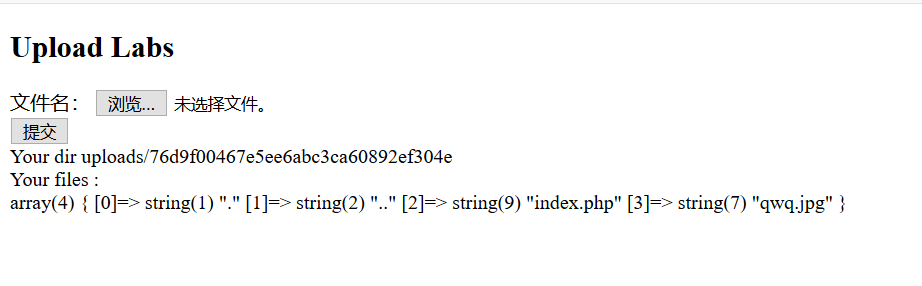 Upload Labs
文件名： 浏览... 未选择文件。
提交
Your dir uploads/76d9f00467e5ee6abc3ca60892ef304e
Your files :
array(4) { [0]=> string(1) "." [1]=> string(2) ".." [2]=> string(9) "index.php" [3]=> string(7) "qwq.jpg" }